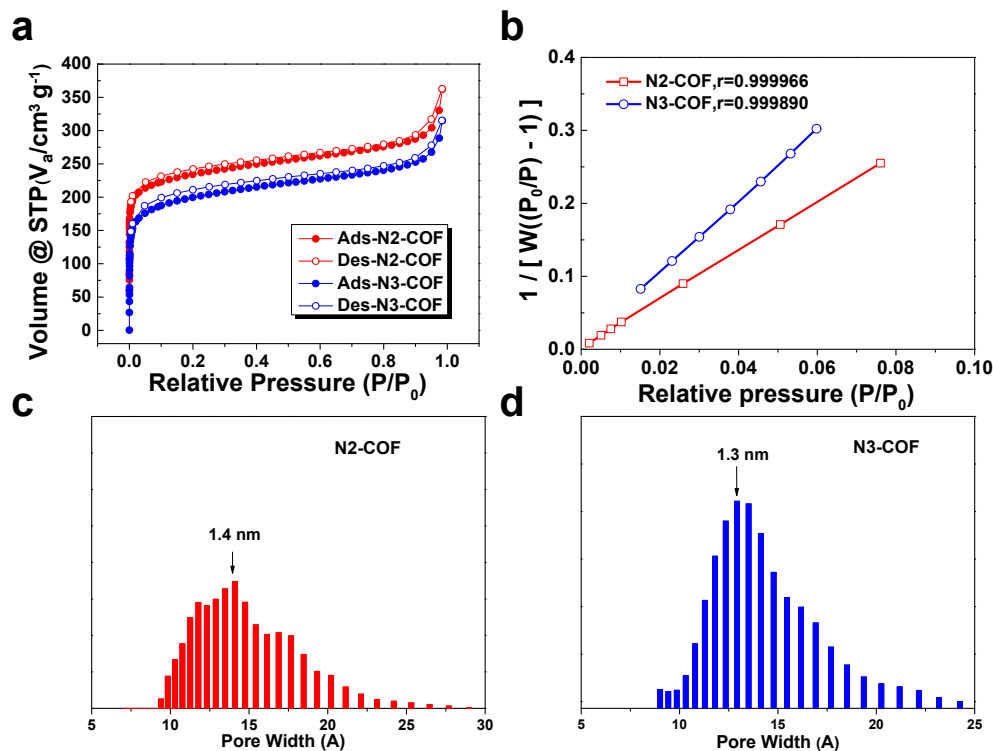 a
Volume @ STP(Va/cm3 g-1)
400
350
300
250
200
150
100
50
0
Ads-N2-COF
Des-N2-COF
Ads-N3-COF
Des-N3-COF
0.0 0.2 0.4 0.6 0.8 1.0
Relative Pressure (P/P0)
b
1 / [ W((P0/P) - 1) ]
0.4
0.3
0.2
0.1
0.0
N2-COF,r=0.999966
N3-COF,r=0.999890
0.00 0.02 0.04 0.06 0.08 0.10
Relative pressure (P/P0)
c
N2-COF
1.4 nm
5 10 15 20 25 30
Pore Width (A)
d
N3-COF
1.3 nm
5 10 15 20 25
Pore Width (A)